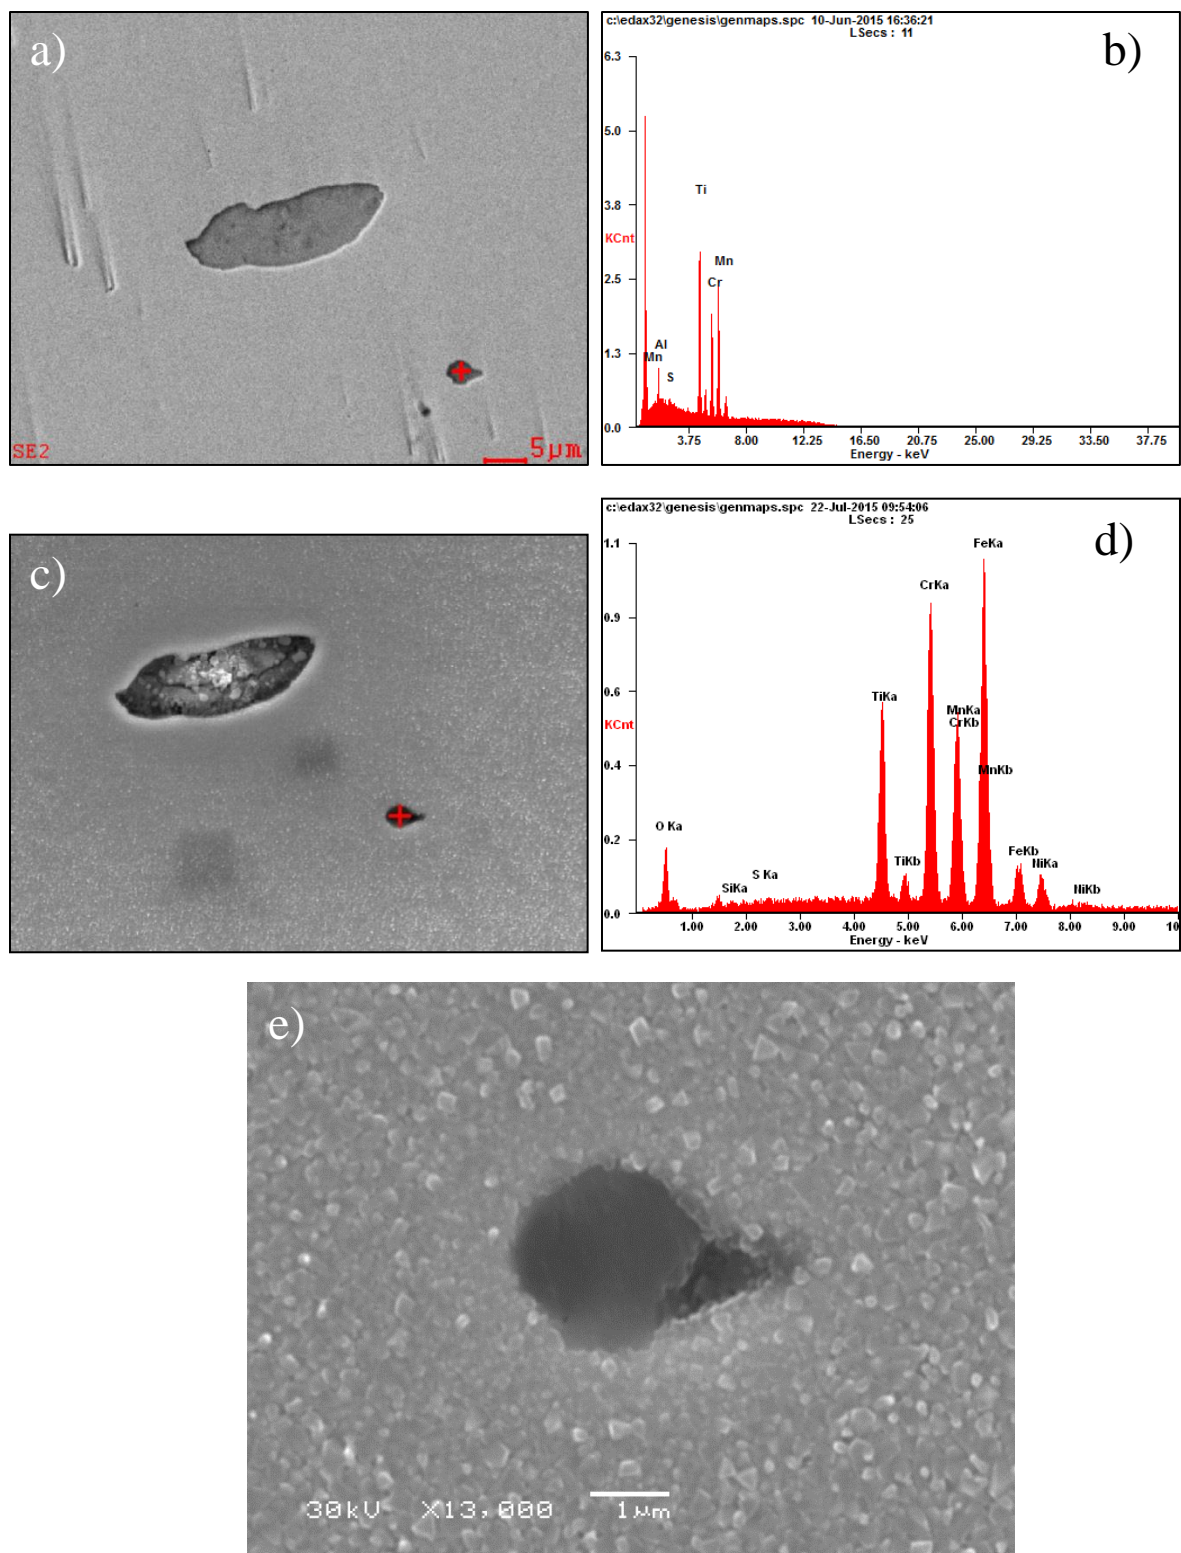 a)
SE2
5µm
c:\edax32\genesis\genmaps.spc 10-Jun-2015 16:36:21
LSecs : 11
b)
6.3
5.0
3.8
KCnt
2.5
1.3
0.0
Ti
Mn
Cr
Al
Mn
S
3.75 8.00 12.25 16.50 20.75 25.00 29.25 33.50 37.75
Energy - keV
c)
c:\edax32\genesis\genmaps.spc 22-Jul-2015 09:54:06
LSecs : 25
d)
1.1
0.9
0.6
KCnt
0.4
0.2
0.0
FeKa
CrKa
TiKa
MnKa
CrKb
MnKb
O Ka
TiKb
FeKb
NiKa
S Ka
SiKa
NiKb
1.00 2.00 3.00 4.00 5.00 6.00 7.00 8.00 9.00 10
Energy - keV
e)
30kV X13,000 1µm